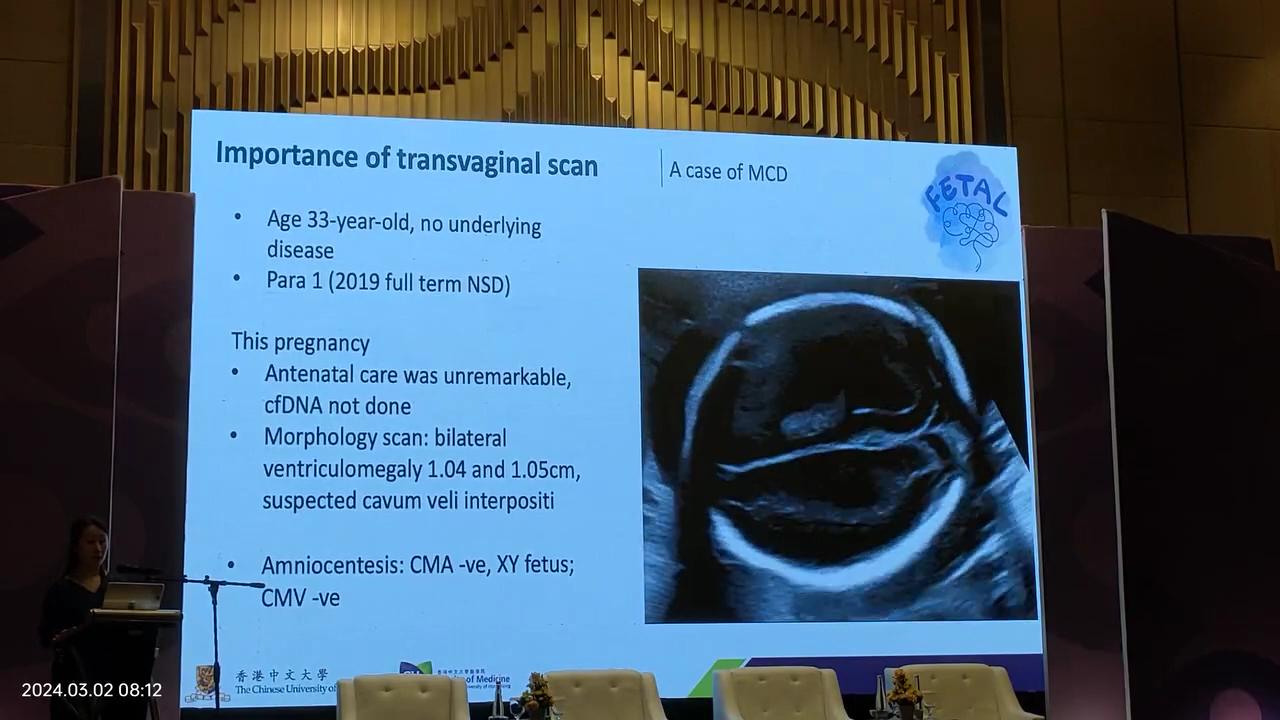 Importance of transvaginal scan
A case of MCD
FETAL
• Age 33-year-old, no underlying
disease
• Para 1 (2019 full term NSD)
This pregnancy
• Antenatal care was unremarkable,
cfDNA not done
• Morphology scan: bilateral
ventriculomegaly 1.04 and 1.05cm,
suspected cavum veli interpositi
• Amniocentesis: CMA -ve, XY fetus;
CMV -ve
香港中文大學
The Chinese University of
of Medicine
2024.03.02 08:12